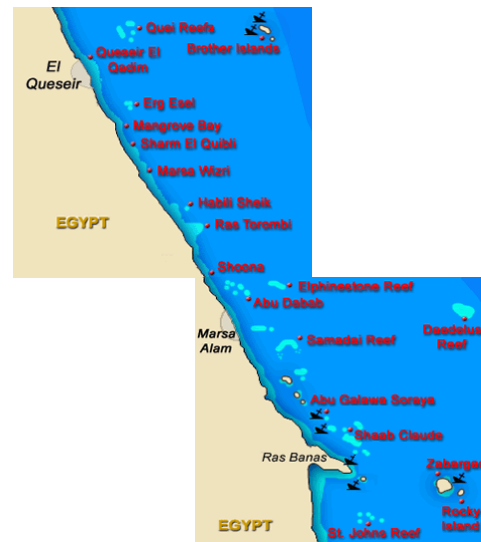 Quei Reefs
Brother Islands
Queseir El
Qadim
El
Queseir
Erg Esel
Mangrove Bay
Sharm El Quibli
Marsa Wizri
Habili Sheik
EGYPT
Ras Torombi
Shoona
Elphinestone Reef
Abu Dabab
Daedelus
Reef
Marsa
Alam
Samadai Reef
Abu Galawa Soraya
Shaab Claude
Ras Banas
Zabargad
Rocky
Island
EGYPT
St. Johns Reef